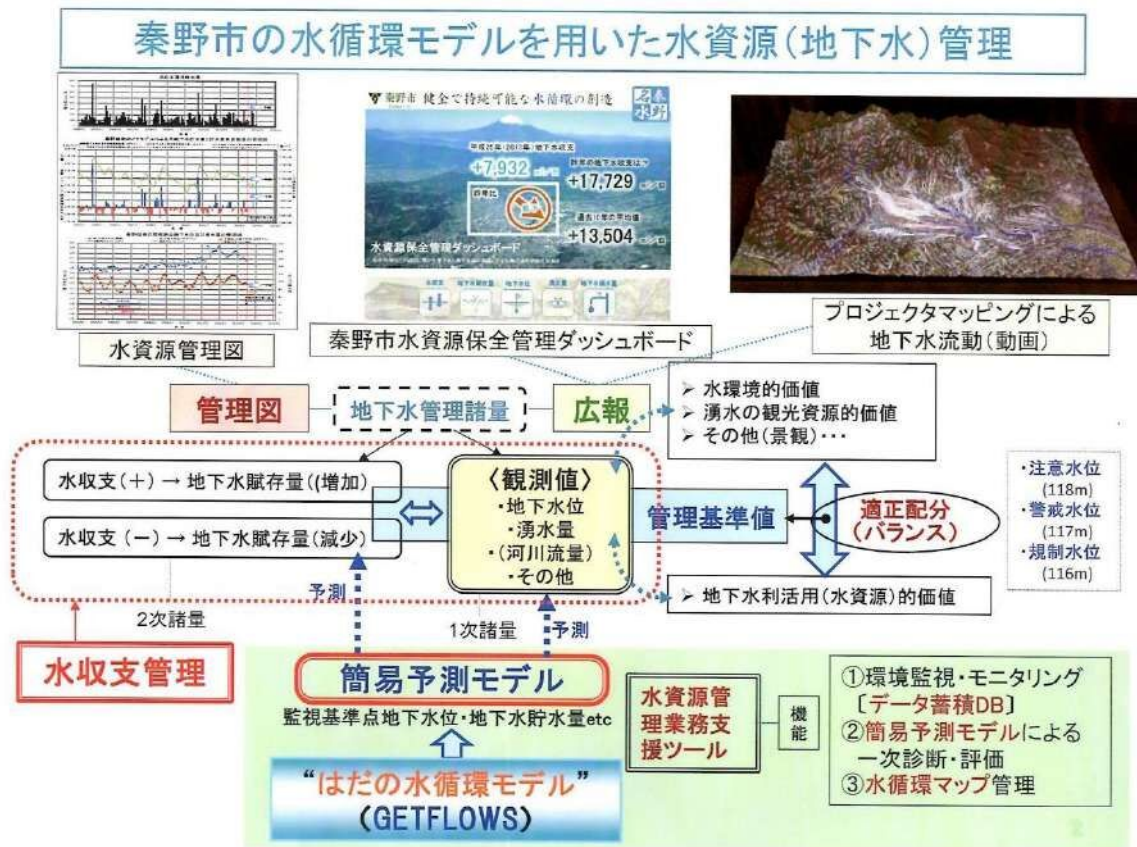 秦野市の水循環モデルを用いた水資源(地下水)管理
秦野市 健全で持続可能な水循環の創造
秦野
名水
+7,932
+17,729
過去10年の平均値
+13,504
水資源保全管理ダッシュボード
水資源管理図
秦野市水資源保全管理ダッシュボード
プロジェクタマッピングによる
地下水流動(動画)
管理図
地下水管理諸量
広報
➢ 水環境的価値
➢ 湧水の観光資源的価値
➢ その他(景観)・・・
水収支(+) → 地下水賦存量((増加)
水収支(-) → 地下水賦存量(減少)
〈観測値〉
・地下水位
・湧水量
・(河川流量)
・その他
管理基準値
適正配分
(バランス)
・注意水位
(118m)
・警戒水位
(117m)
・規制水位
(116m)
➢ 地下水利活用(水資源)的価値
予測
2次諸量
1次諸量
予測
水収支管理
簡易予測モデル
監視基準点地下水位・地下水貯水量etc
“はだの水循環モデル”
(GETFLOWS)
水資源管
理業務支
援ツール
機能
①環境監視・モニタリング
〔データ蓄積DB〕
②簡易予測モデルによる
一次診断・評価
③水循環マップ管理
2